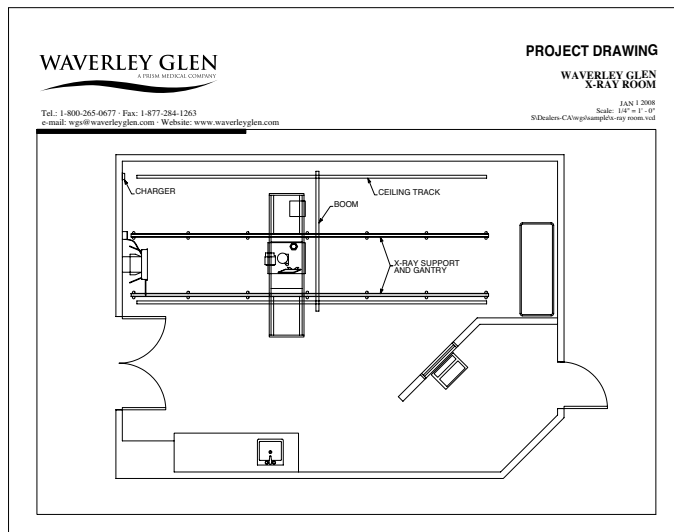 WAVERLEY GLEN
A PRISM MEDICAL COMPANY
Tel.: 1-800-265-0677 · Fax: 1-877-284-1263
e-mail: wgs@waverleyglen.com · Website: www.waverleyglen.com
PROJECT DRAWING
WAVERLEY GLEN
X-RAY ROOM
JAN 1 2008
Scale: 1/4" = 1' - 0"
S\Dealers-CA\wgs\sample\x-ray room.vcd
CHARGER
CEILING TRACK
BOOM
X-RAY SUPPORT
AND GANTRY